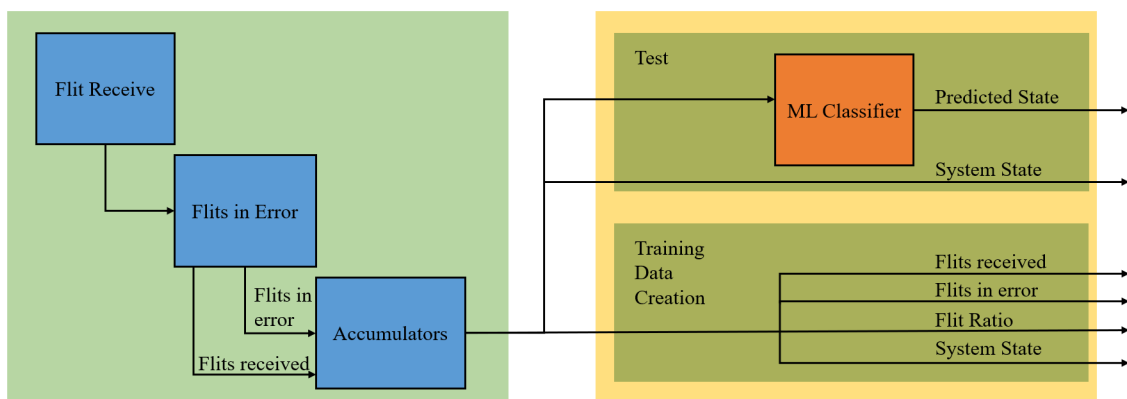 Flit Receive
Flits in Error
Flits in
error
Flits received
Accumulators
Test
ML Classifier
Predicted State
System State
Training
Data
Creation
Flits received
Flits in error
Flit Ratio
System State